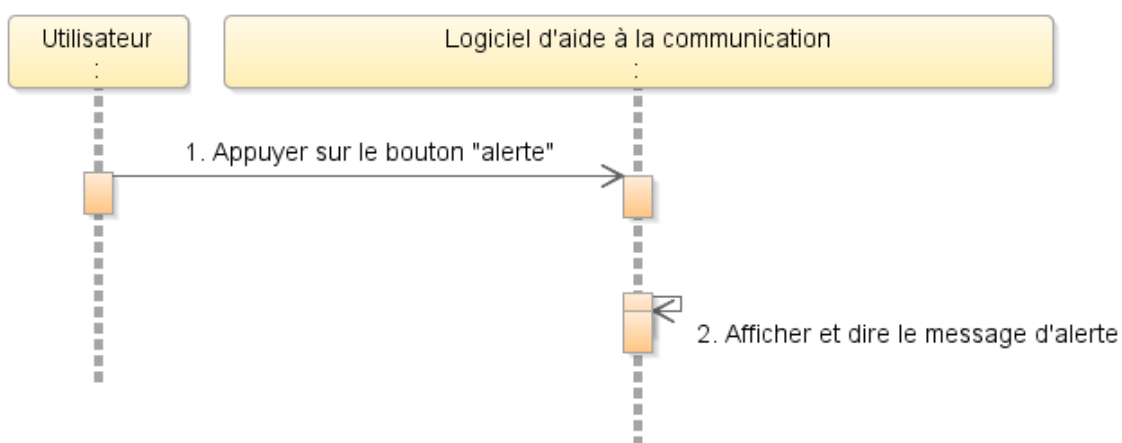 Utilisateur
:
Logiciel d'aide à la communication
:
1. Appuyer sur le bouton "alerte"
2. Afficher et dire le message d'alerte